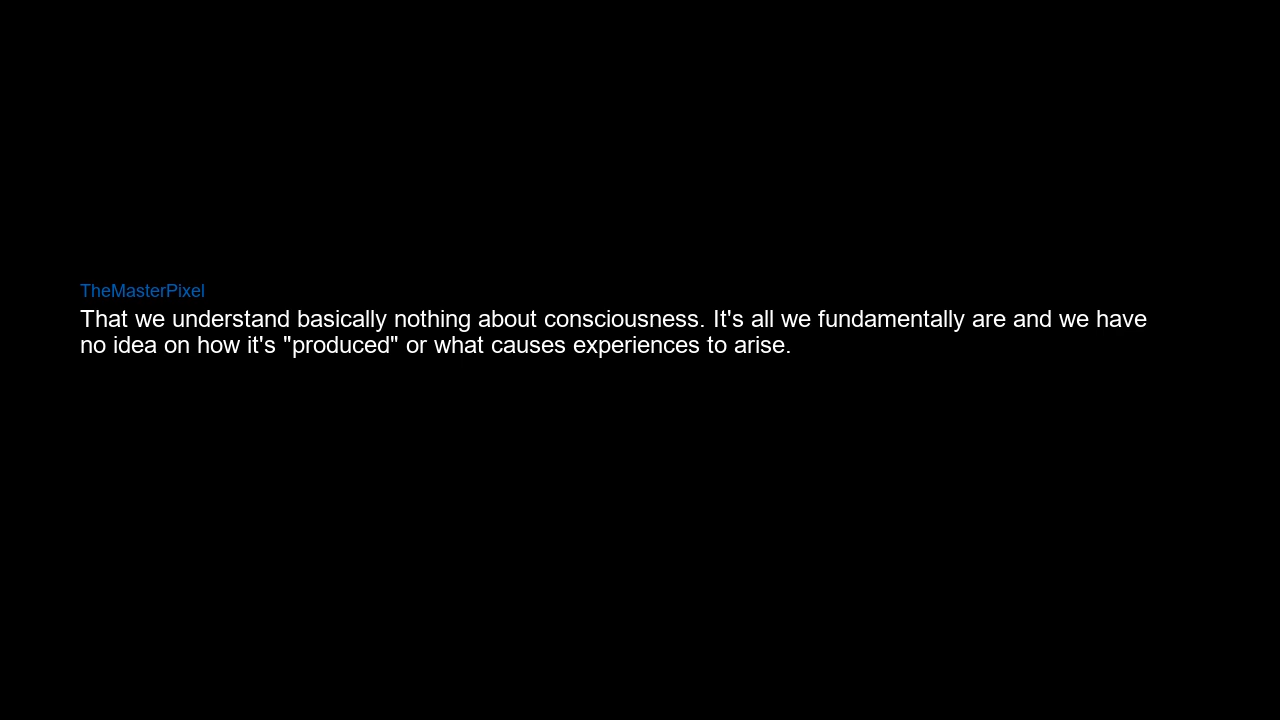 TheMasterPixel
That we understand basically nothing about consciousness. It's all we fundamentally are and we have
no idea on how it's "produced" or what causes experiences to arise.